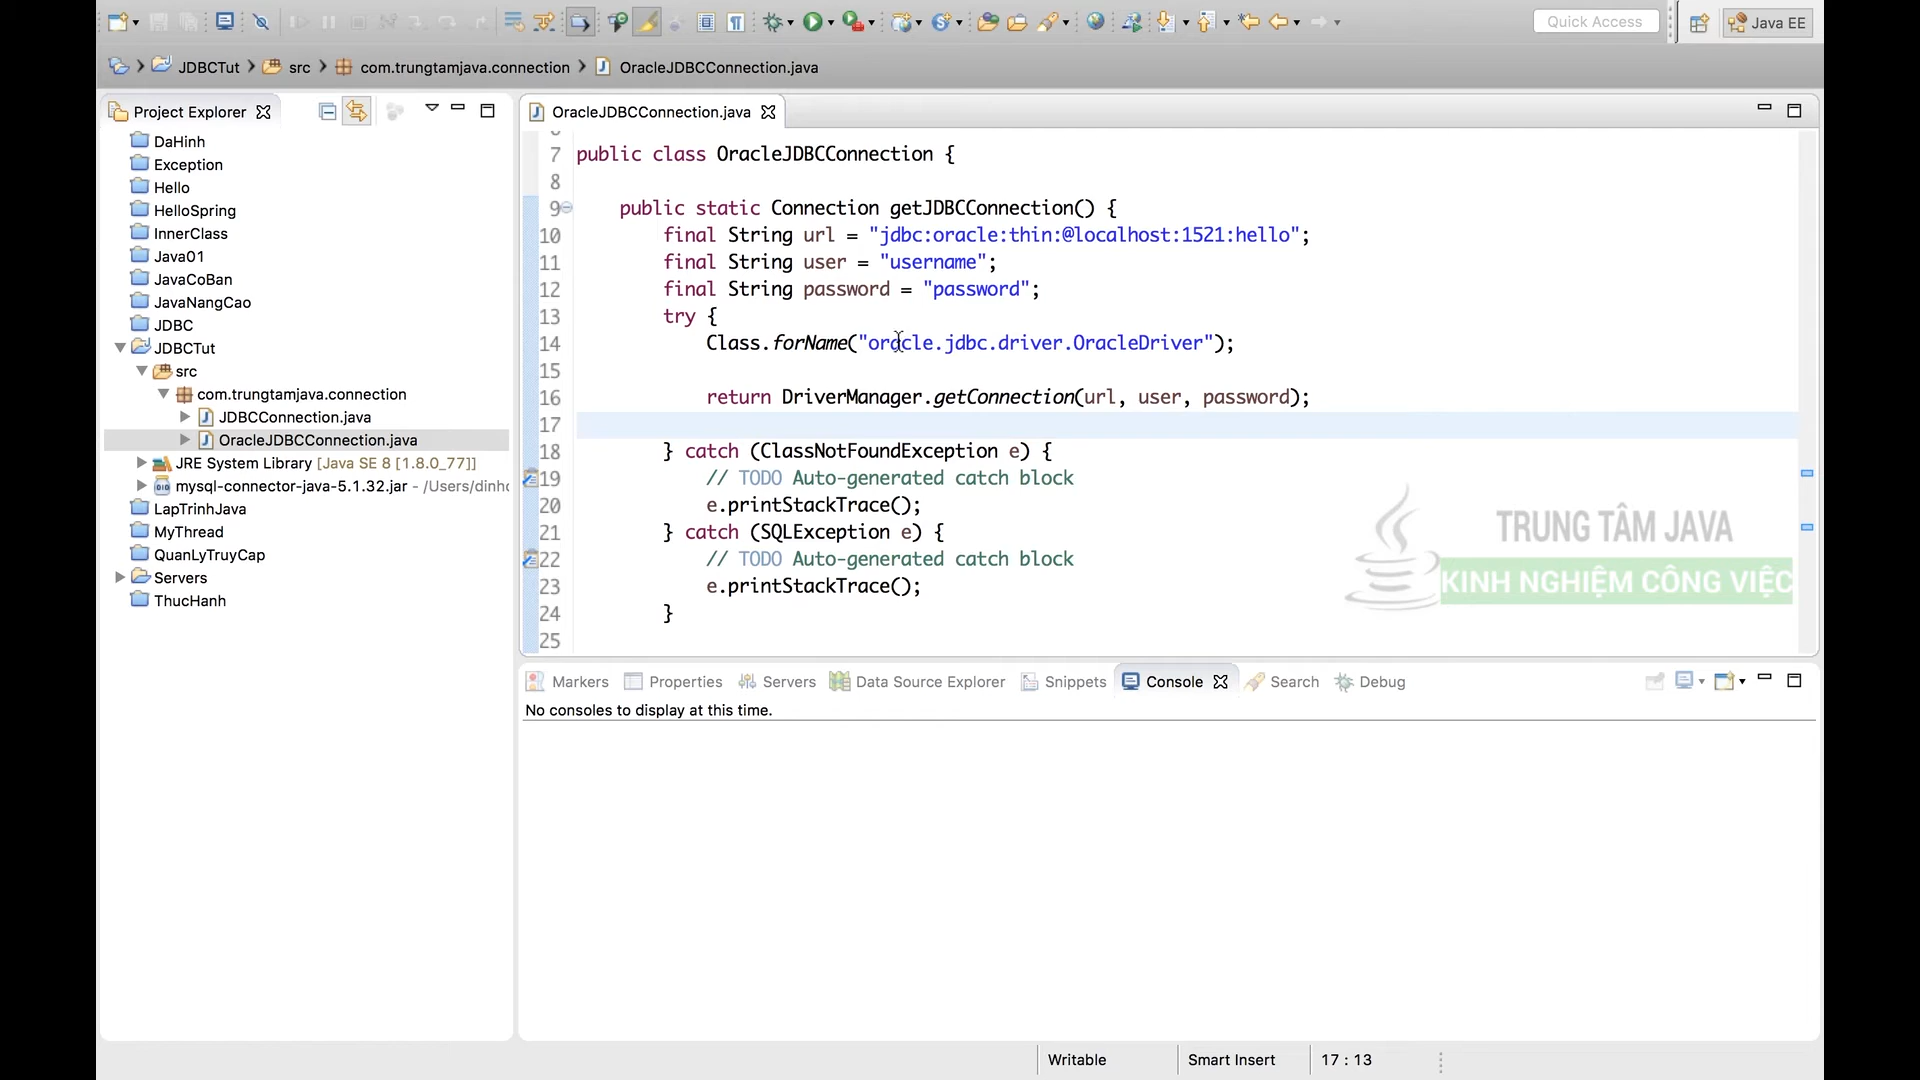 Quick Access
Java EE
JDBCTut
src
com.trungtamjava.connection
OracleJDBCConnection.java
Project Explorer
DaHinh
Exception
Hello
HelloSpring
InnerClass
Java01
JavaCoBan
JavaNangCao
JDBC
JDBCTut
src
com.trungtamjava.connection
JDBCConnection.java
OracleJDBCConnection.java
JRE System Library [Java SE 8 [1.8.0_77]]
mysql-connector-java-5.1.32.jar - /Users/dinh
LapTrinhJava
MyThread
QuanLyTruyCap
Servers
ThucHanh
OracleJDBCConnection.java
7 public class OracleJDBCConnection {
8
9 public static Connection getJDBCConnection() {
10 final String url = "jdbc:oracle:thin:@localhost:1521:hello";
11 final String user = "username";
12 final String password = "password";
13 try {
14 Class.forName("oracle.jdbc.driver.OracleDriver");
15
16 return DriverManager.getConnection(url, user, password);
17
18 } catch (ClassNotFoundException e) {
19 // TODO Auto-generated catch block
20 e.printStackTrace();
21 } catch (SQLException e) {
22 // TODO Auto-generated catch block
23 e.printStackTrace();
24 }
25
TRUNG TÂM JAVA
KINH NGHIỆM CÔNG VIỆC
Markers
Properties
Servers
Data Source Explorer
Snippets
Console
Search
Debug
No consoles to display at this time.
Writable
Smart Insert
17 : 13